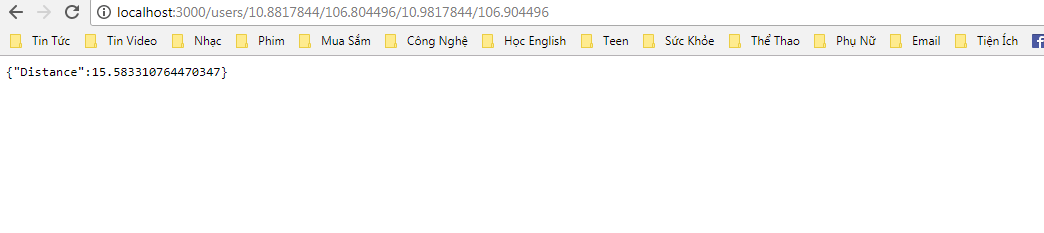 localhost:3000/users/10.8817844/106.804496/10.9817844/106.904496
Tin Tức Tin Video Nhạc Phim Mua Sắm Công Nghệ Học English Teen Sức Khỏe Thể Thao Phụ Nữ Email Tiện Ích
{"Distance":15.583310764470347}